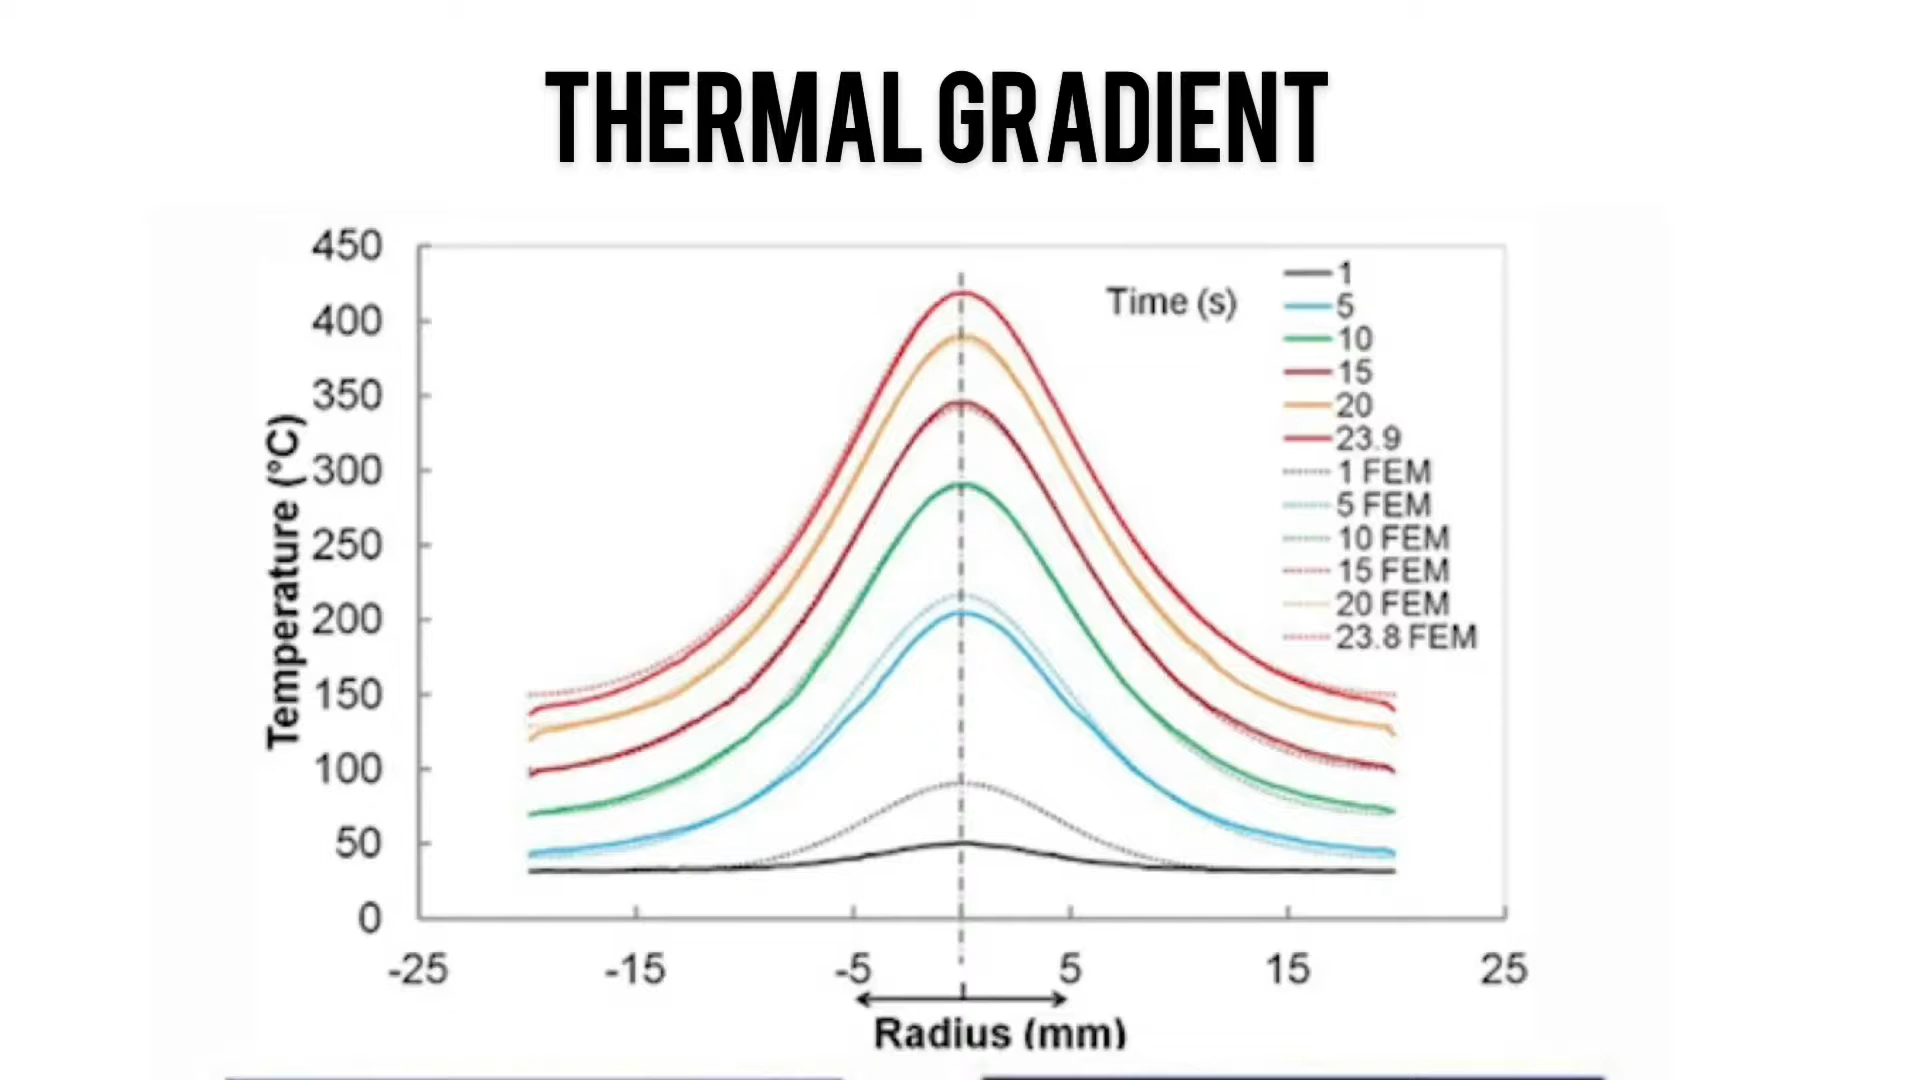 THERMAL GRADIENT
450
400
350
300
250
200
150
100
50
0
Temperature (°C)
Time (s)
1
5
10
15
20
23.9
1 FEM
5 FEM
10 FEM
15 FEM
20 FEM
23.8 FEM
-25 -15 -5 5 15 25
Radius (mm)